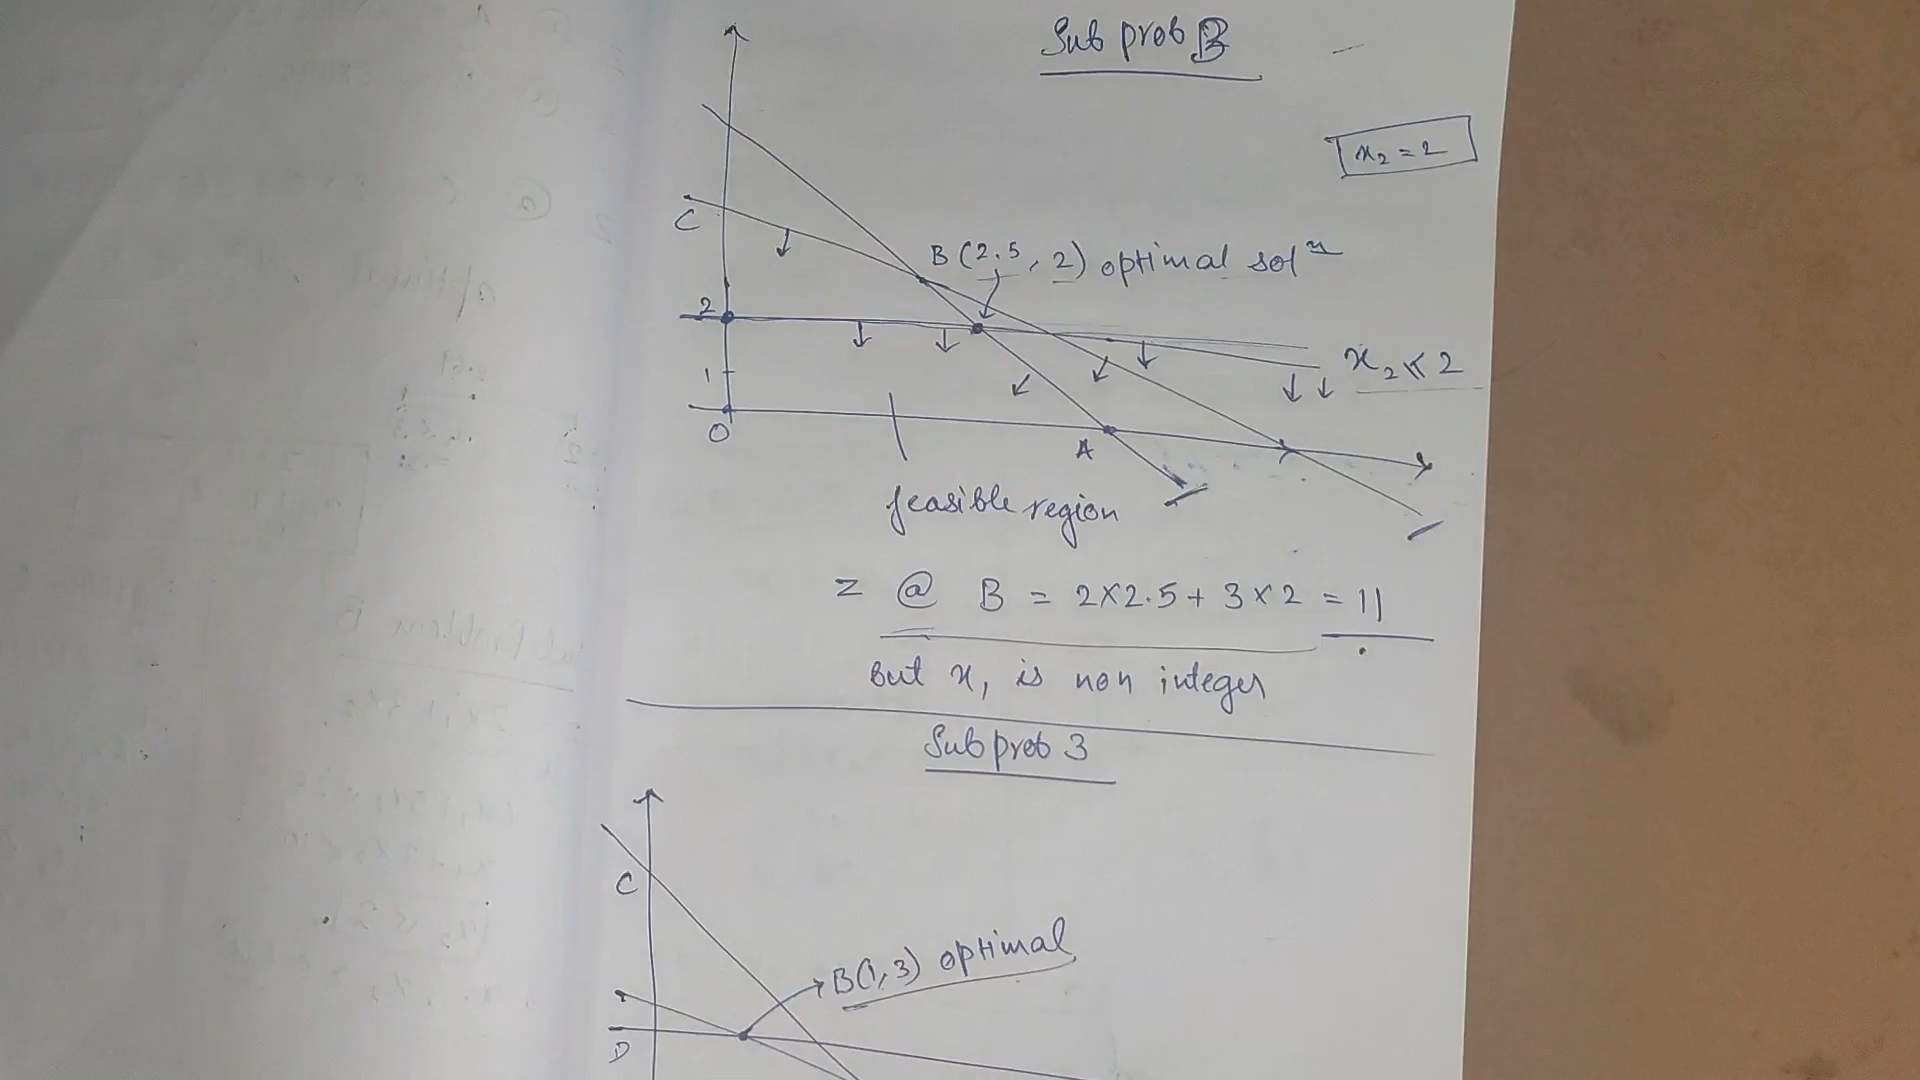 Sub prob B
x₂ = 2
C
B (2.5, 2) optimal solⁿ
2
x₂ ≤ 2
1
O
A
feasible region
Z @ B = 2×2.5 + 3×2 = 11
But x₁ is non integer
Sub prob 3
C
B(1,3) optimal
D